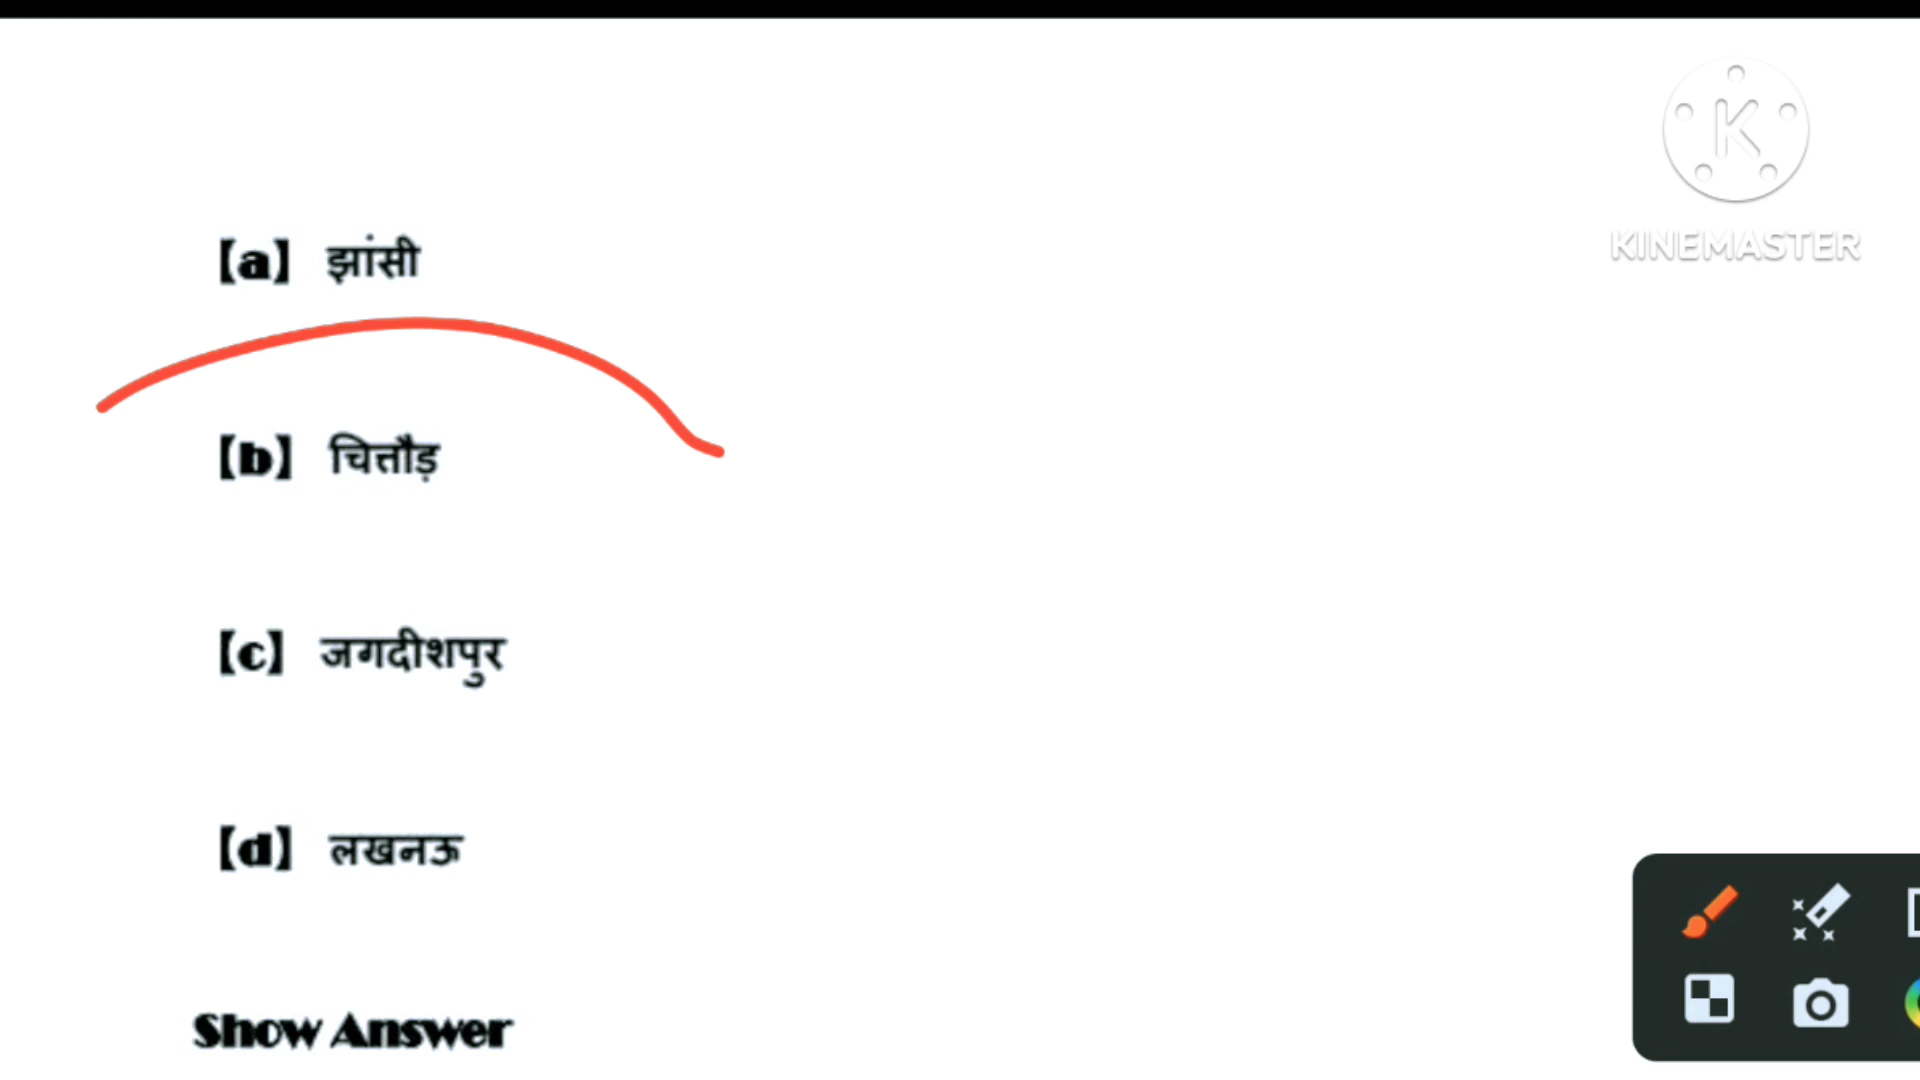 K
KINEMASTER
【a】 झांसी
【b】 चित्तौड़
【c】 जगदीशपुर
【d】 लखनऊ
Show Answer